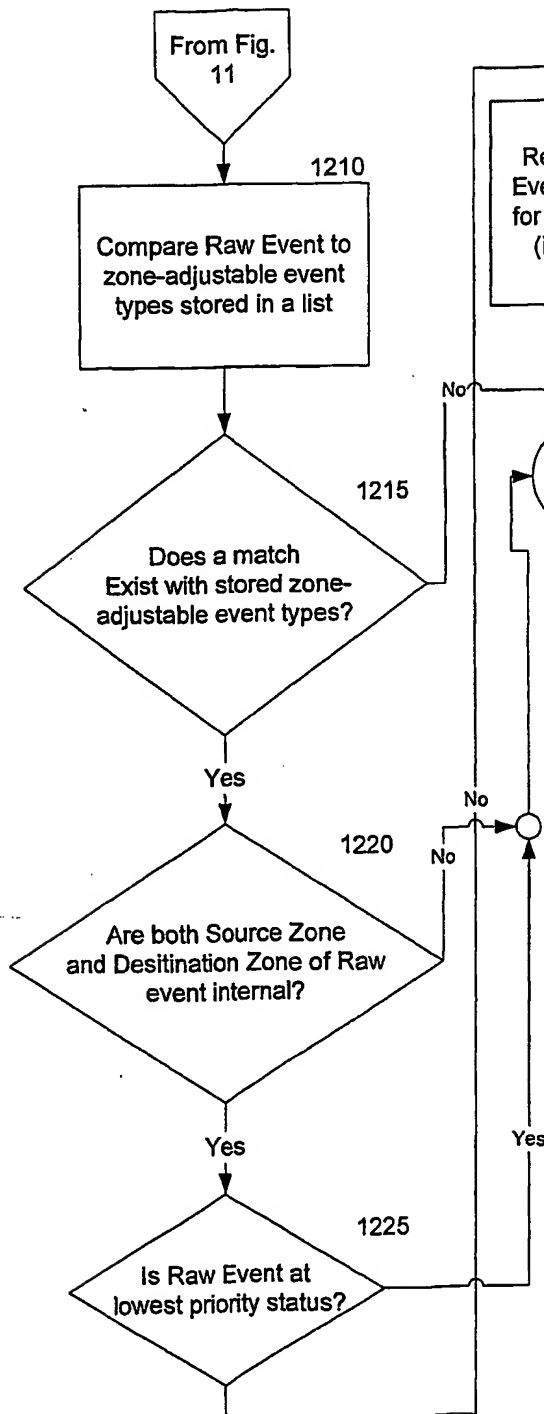 From Fig.
11
1210
Compare Raw Event to
zone-adjustable event
types stored in a list
for
(i
No
1215
Does a match
Exist with stored zone-
adjustable event types?
Yes
No
1220
No
Are both Source Zone
and Desitination Zone of Raw
event internal?
Yes
Yes
1225
Is Raw Event at
lowest priority status?